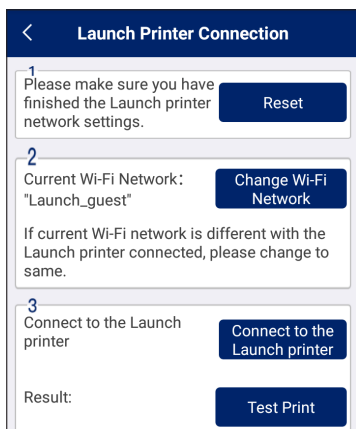 Launch Printer Connection
1
Please make sure you have
finished the Launch printer
network settings.
Reset
2
Current Wi-Fi Network：
"Launch_guest"
Change Wi-Fi
Network
If current Wi-Fi network is different with the
Launch printer connected, please change to
same.
3
Connect to the Launch
printer
Connect to the
Launch printer
Result:
Test Print